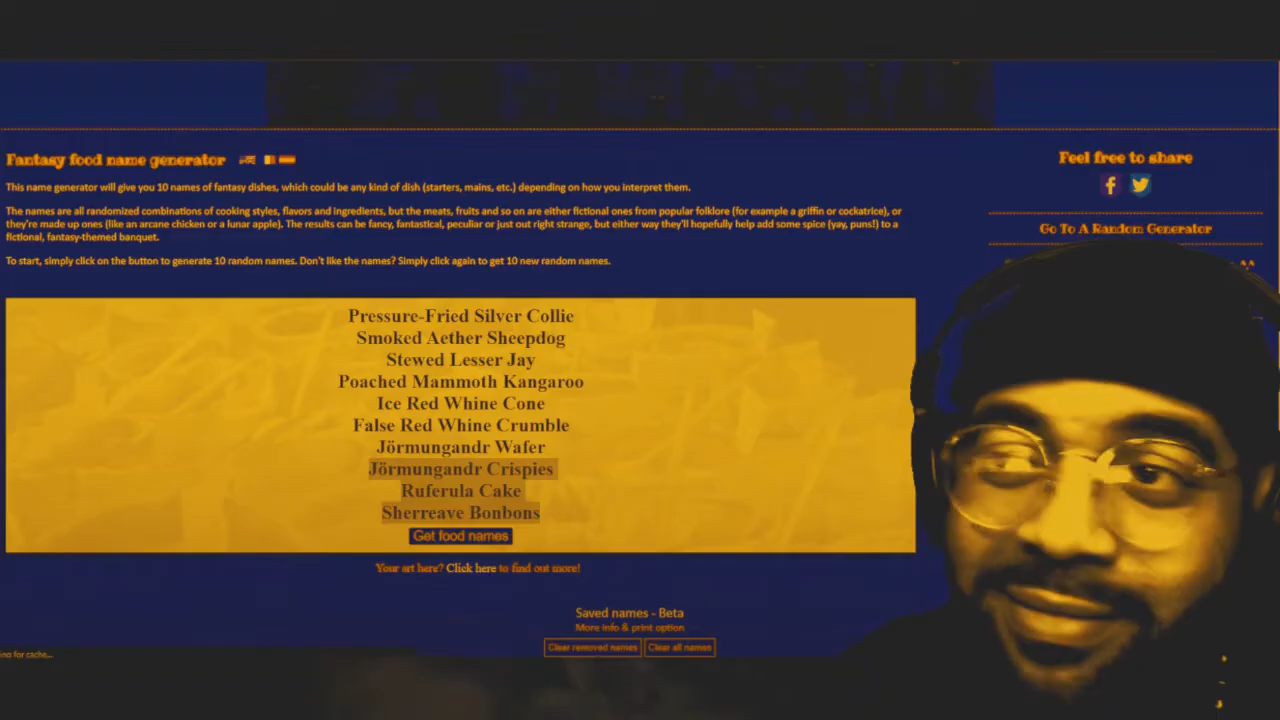 Fantasy food name generator
Feel free to share
This name generator will give you 10 names of fantasy dishes, which could be any kind of dish (starters, mains, etc.) depending on how you interpret them.
The names are all randomized combinations of cooking styles, flavors and ingredients, but the meats, fruits and so on are either fictional ones from popular folklore (for example a griffin or cockatrice), or
they're made up ones (like an arcane chicken or a lunar apple). The results can be fancy, fantastical, peculiar or just out right strange, but either way they'll hopefully help add some spice (yay, puns!) to a
fictional, fantasy-themed banquet.
Go To A Random Generator
To start, simply click on the button to generate 10 random names. Don't like the names? Simply click again to get 10 new random names.
Pressure-Fried Silver Collie
Smoked Aether Sheepdog
Stewed Lesser Jay
Poached Mammoth Kangaroo
Ice Red Whine Cone
False Red Whine Crumble
Jörmungandr Wafer
Jörmungandr Crispies
Ruferula Cake
Sherreave Bonbons
Get food names
Your art here? Click here to find out more!
Saved names - Beta
More info & print option
Clear removed names Clear all names
for cache...